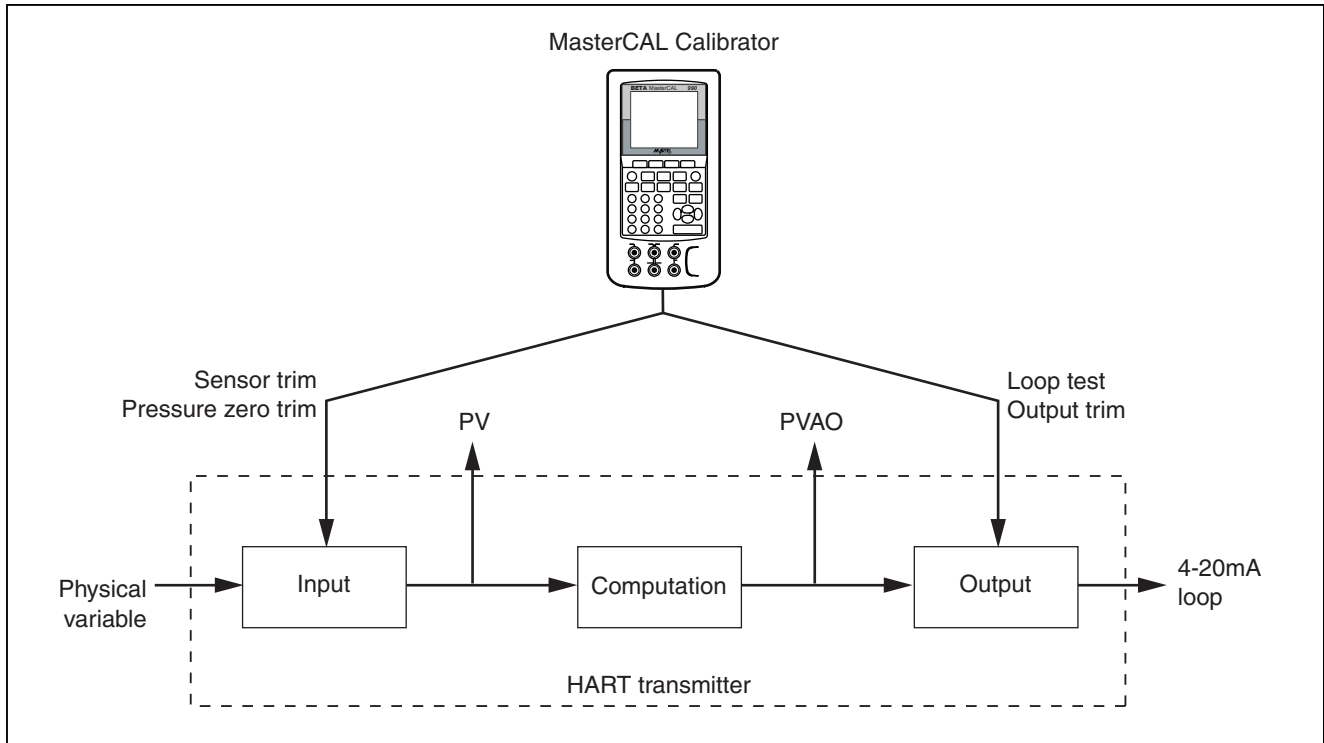 MasterCAL Calibrator
BETA MasterCAL 990
Martel
Sensor trim
Pressure zero trim
Loop test
Output trim
PV
PVAO
Physical
variable
Input
Computation
Output
4-20mA
loop
HART transmitter